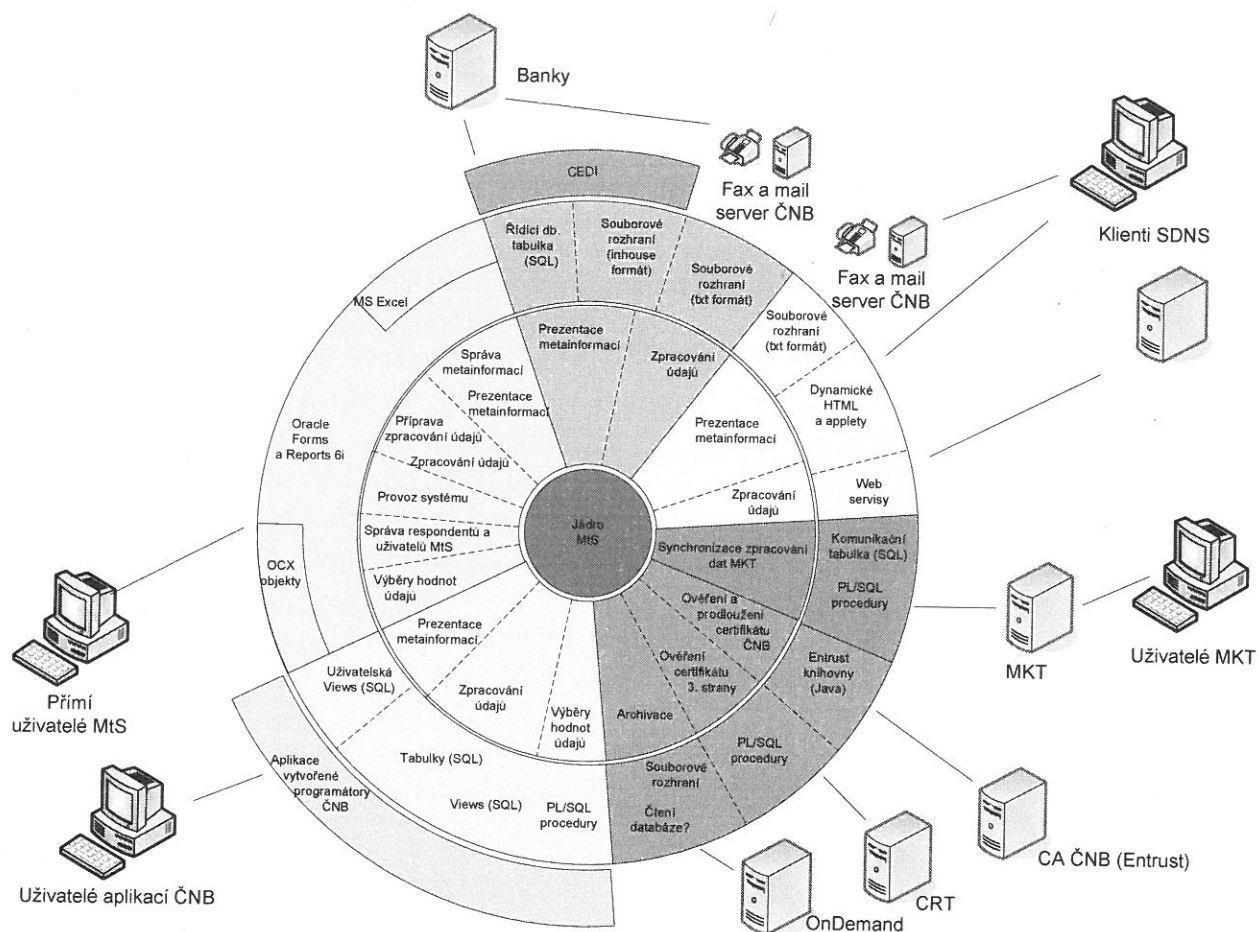 Banky
CEDI
Fax a mail
server ČNB
Klienti SDNS
Fax a mail
server ČNB
Řídící db.
tabulka
(SQL)
Souborové
rozhraní
(inhouse
formát)
Souborové
rozhraní
(txt formát)
Souborové
rozhraní
(txt formát)
MS Excel
Prezentace
metainformací
Zpracování
údajů
Správa
metainformací
Prezentace
metainformací
Dynamické
HTML
a applety
Prezentace
metainformací
Oracle
Forms
a Reports 6i
Příprava
zpracování údajů
Zpracování údajů
Provoz systému
Zpracování
údajů
Web
servisy
Jádro
MtS
Správa respondentů a
uživatelů MtS
Synchronizace zpracování
dat MKT
Komunikační
tabulka (SQL)
PL/SQL
procedury
OCX
objekty
Výběry hodnot
údajů
Ověření a
prodloužení
certifikátu
ČNB
Prezentace
metainformací
Ověření
certifikátu
3. strany
Entrust
knihovny
(Java)
MKT
Uživatelé MKT
Přímí
uživatelé MtS
Uživatelská
Views (SQL)
Zpracování
údajů
Výběry
hodnot
údajů
Archivace
PL/SQL
procedury
Aplikace
vytvořené
programátory
ČNB
Tabulky (SQL)
Souborové
rozhraní
Views (SQL)
PL/SQL
procedury
Čtení
databáze?
Uživatelé aplikací ČNB
CA ČNB (Entrust)
CRT
OnDemand